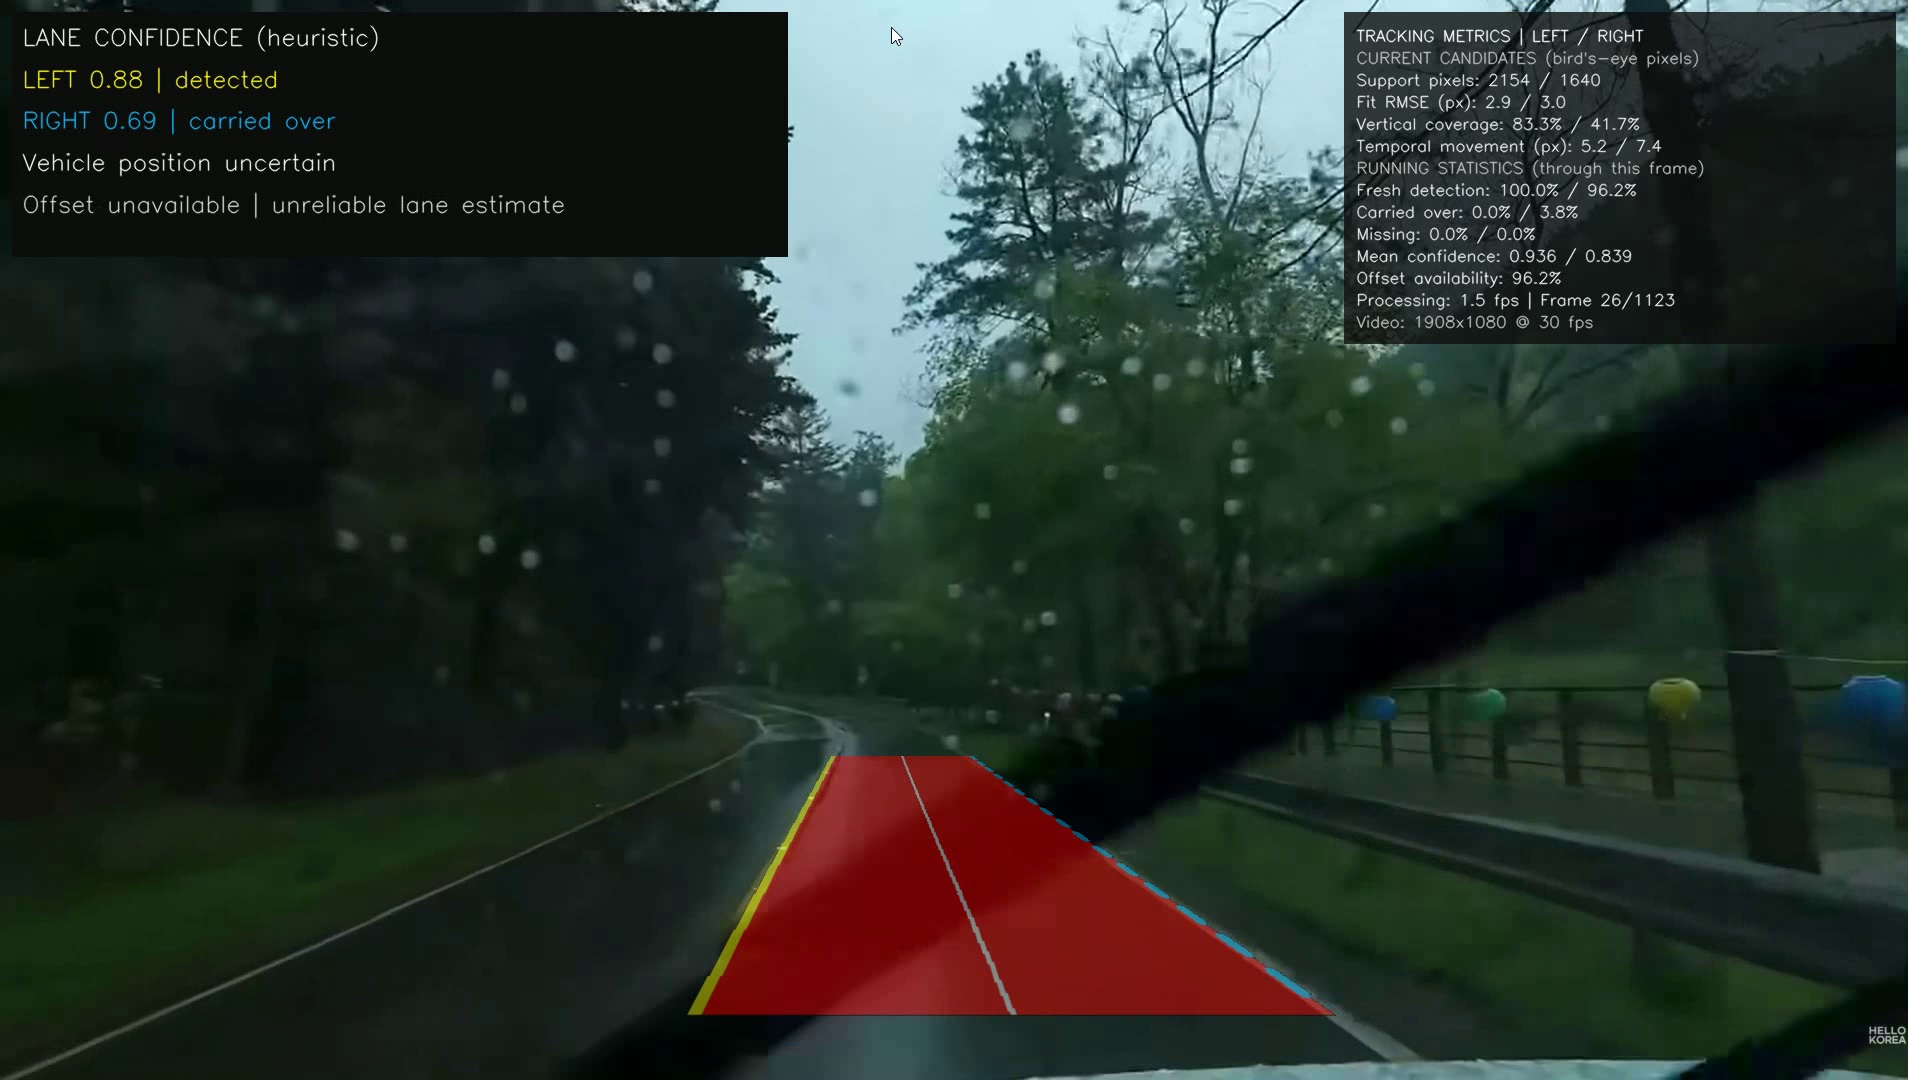 LANE CONFIDENCE (heuristic)
LEFT 0.88 | detected
RIGHT 0.69 | carried over
Vehicle position uncertain
Offset unavailable | unreliable lane estimate
TRACKING METRICS | LEFT / RIGHT
CURRENT CANDIDATES (bird's-eye pixels)
Support pixels: 2154 / 1640
Fit RMSE (px): 2.9 / 3.0
Vertical coverage: 83.3% / 41.7%
Temporal movement (px): 5.2 / 7.4
RUNNING STATISTICS (through this frame)
Fresh detection: 100.0% / 96.2%
Carried over: 0.0% / 3.8%
Missing: 0.0% / 0.0%
Mean confidence: 0.936 / 0.839
Offset availability: 96.2%
Processing: 1.5 fps | Frame 26/1123
Video: 1908x1080 @ 30 fps
HELLO
KOREA